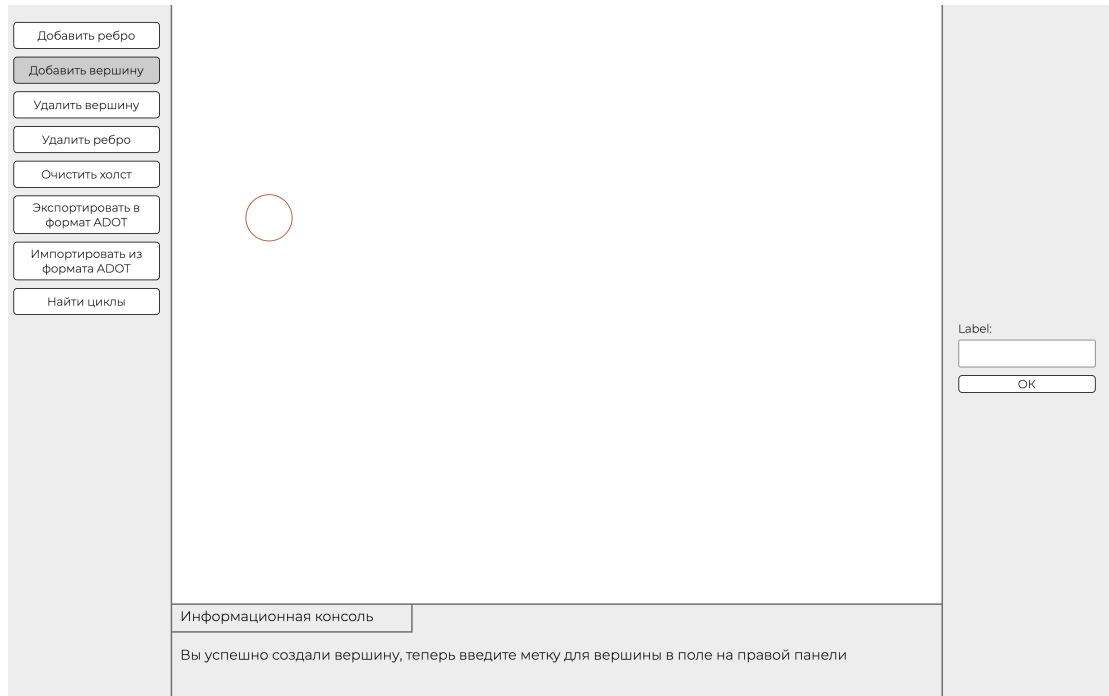 Добавить ребро
Добавить вершину
Удалить вершину
Удалить ребро
Очистить холст
Экспортировать в
формат ADOT
Импортировать из
формата ADOT
Найти циклы
Label:
ОК
Информационная консоль
Вы успешно создали вершину, теперь введите метку для вершины в поле на правой панели